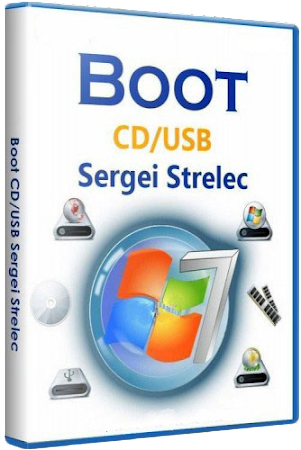 Boot
CD/USB
Sergei Strelec
7
Boot CD/USB Sergei Strelec